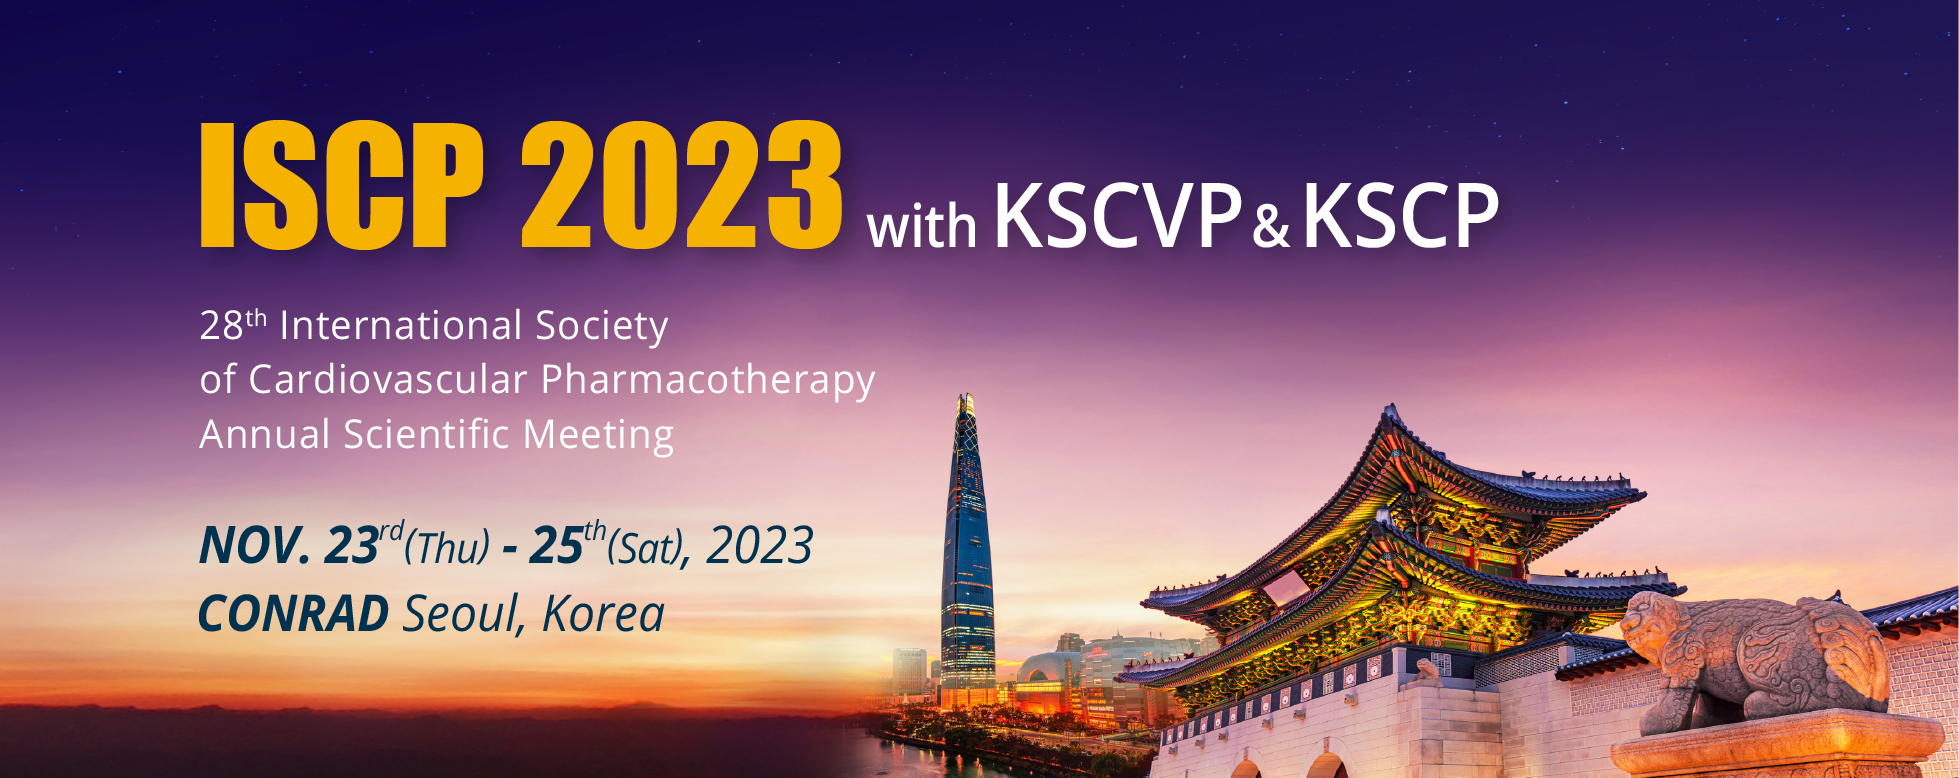 ISCP 2023 with KSCVP & KSCP
28th International Society
of Cardiovascular Pharmacotherapy
Annual Scientific Meeting
NOV. 23rd(Thu) - 25th(Sat), 2023
CONRAD Seoul, Korea